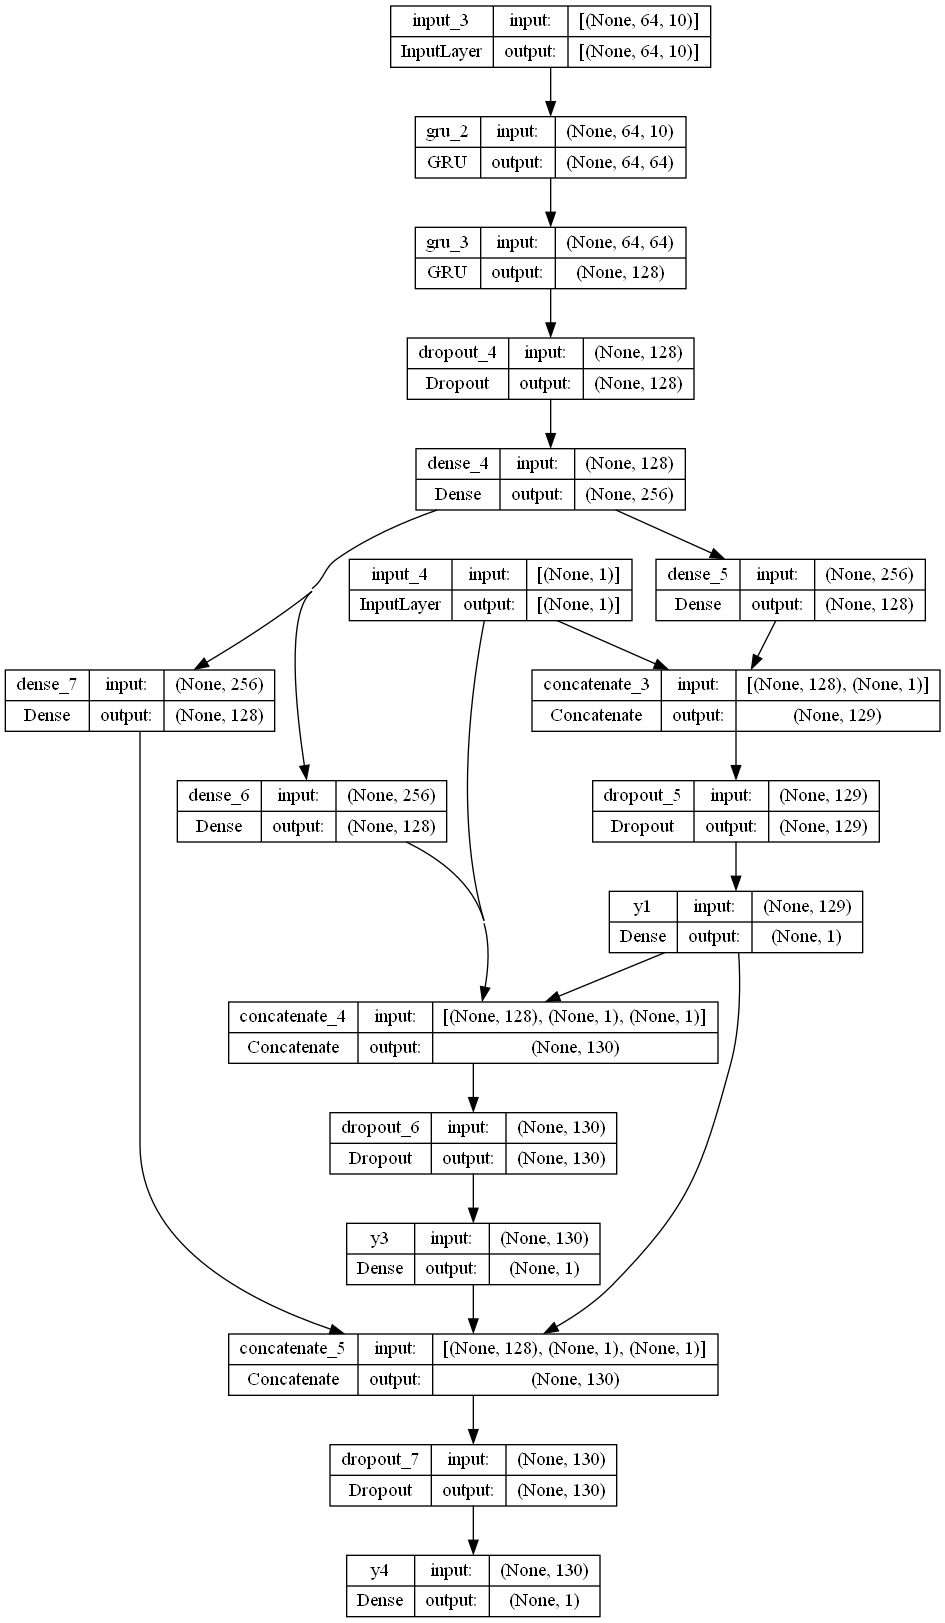 input_3 input: [(None, 64, 10)]
InputLayer output: [(None, 64, 10)]
gru_2 input: (None, 64, 10)
GRU output: (None, 64, 64)
gru_3 input: (None, 64, 64)
GRU output: (None, 128)
dropout_4 input: (None, 128)
Dropout output: (None, 128)
dense_4 input: (None, 128)
Dense output: (None, 256)
input_4 input: [(None, 1)]
InputLayer output: [(None, 1)]
dense_5 input: (None, 256)
Dense output: (None, 128)
dense_7 input: (None, 256)
Dense output: (None, 128)
concatenate_3 input: [(None, 128), (None, 1)]
Concatenate output: (None, 129)
dense_6 input: (None, 256)
Dense output: (None, 128)
dropout_5 input: (None, 129)
Dropout output: (None, 129)
y1 input: (None, 129)
Dense output: (None, 1)
concatenate_4 input: [(None, 128), (None, 1), (None, 1)]
Concatenate output: (None, 130)
dropout_6 input: (None, 130)
Dropout output: (None, 130)
y3 input: (None, 130)
Dense output: (None, 1)
concatenate_5 input: [(None, 128), (None, 1), (None, 1)]
Concatenate output: (None, 130)
dropout_7 input: (None, 130)
Dropout output: (None, 130)
y4 input: (None, 130)
Dense output: (None, 1)